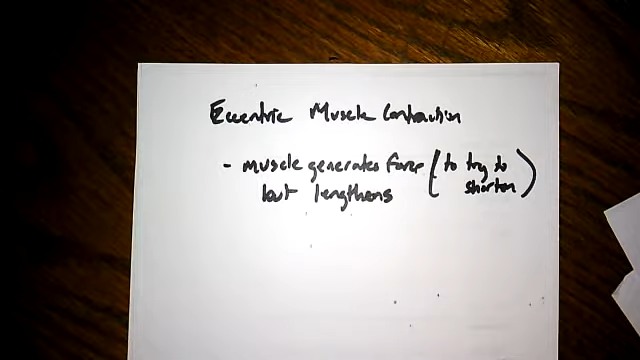 Eccentric Muscle Contraction
- muscle generates force (to try to shorten)
but lengthens